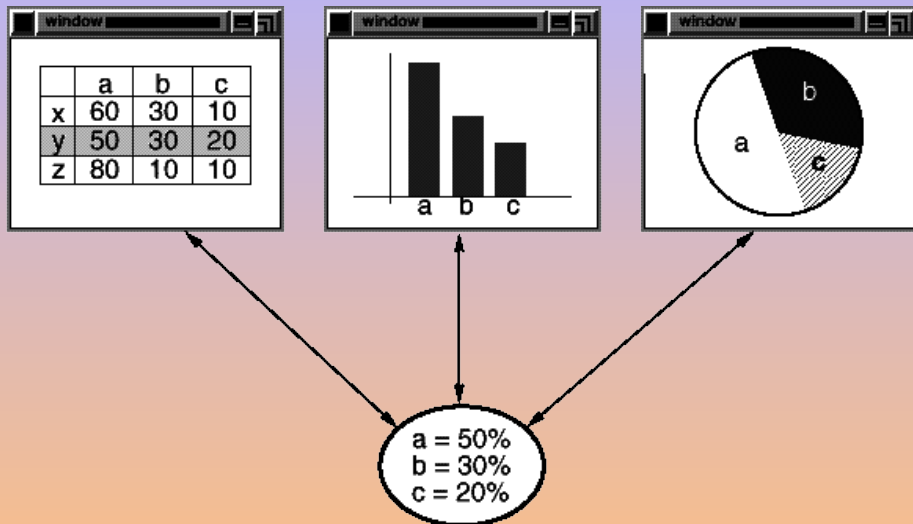 window
a b c
x 60 30 10
y 50 30 20
z 80 10 10
window
a b c
window
a
b
c
a = 50%
b = 30%
c = 20%